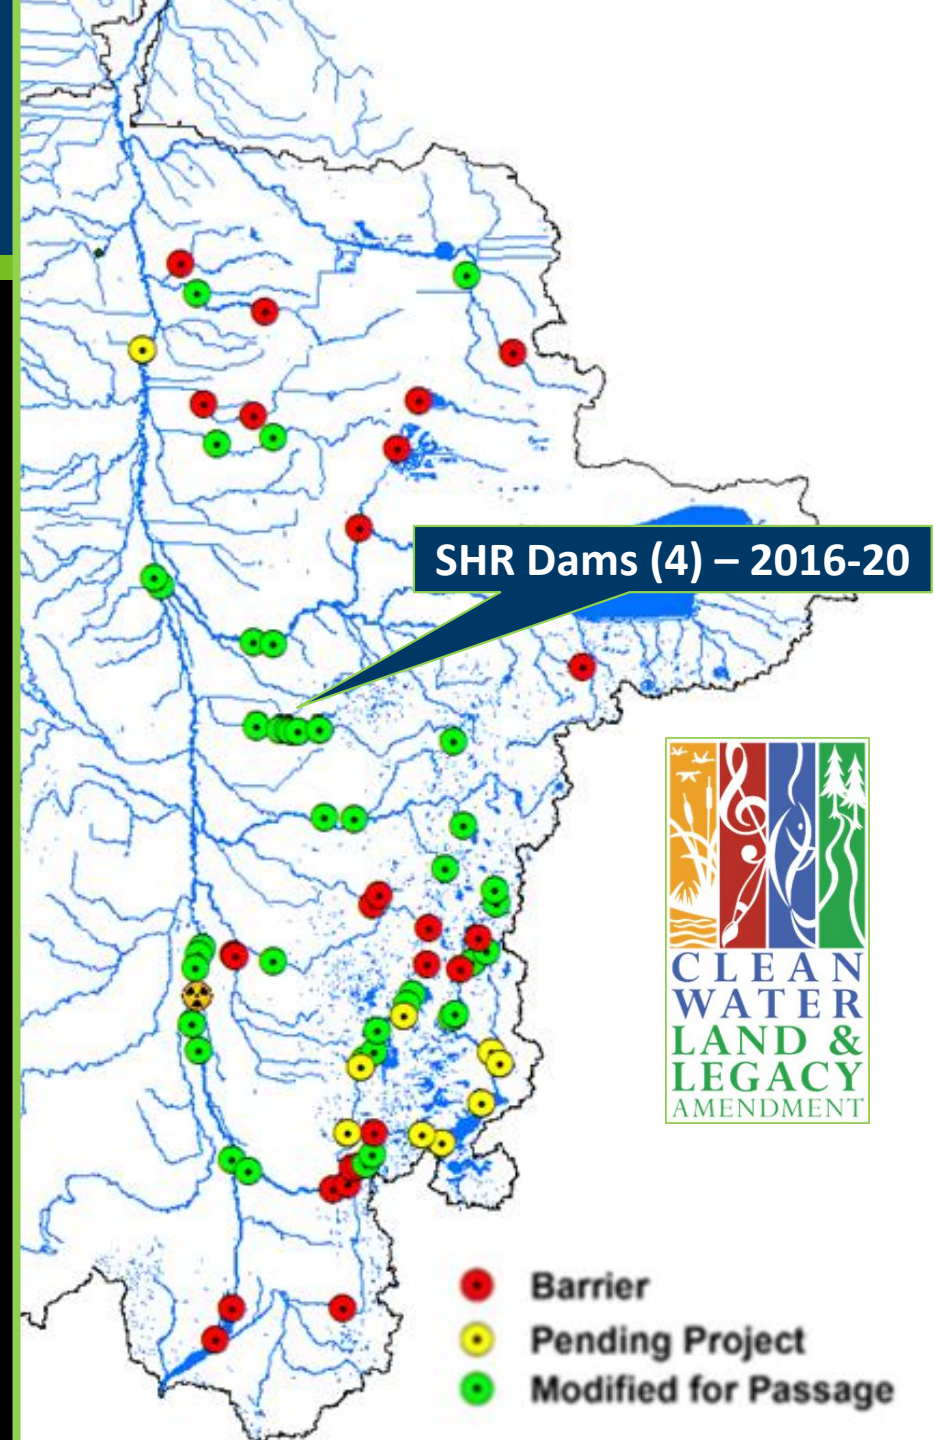 SHR Dams (4) – 2016-20
CLEAN
WATER
LAND &
LEGACY
AMENDMENT
Barrier
Pending Project
Modified for Passage